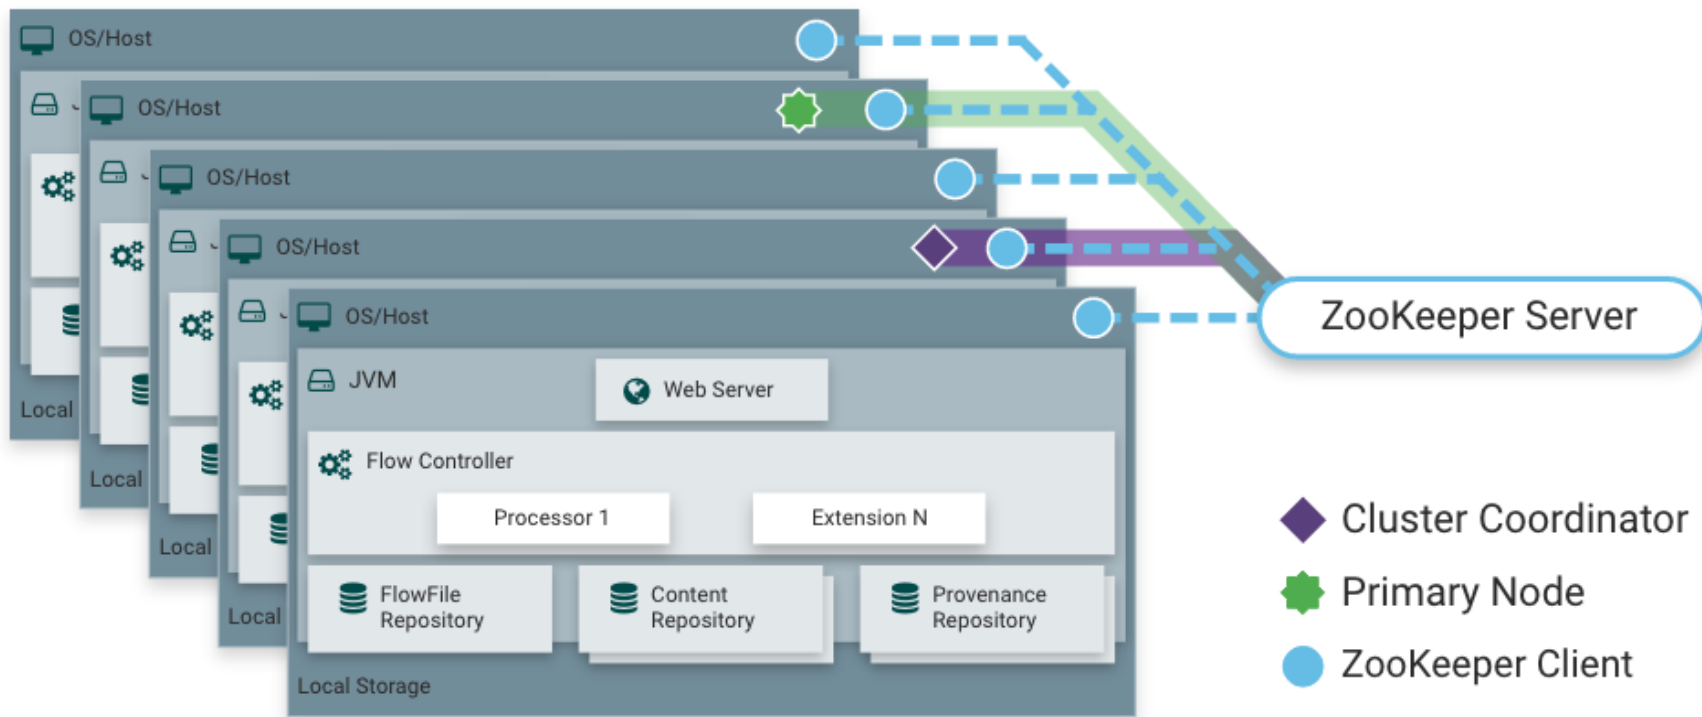 OS/Host
OS/Host
OS/Host
OS/Host
OS/Host
ZooKeeper Server
JVM
Web Server
Flow Controller
Processor 1
Extension N
FlowFile
Repository
Content
Repository
Provenance
Repository
Local
Local
Local
Local
Local Storage
Cluster Coordinator
Primary Node
ZooKeeper Client